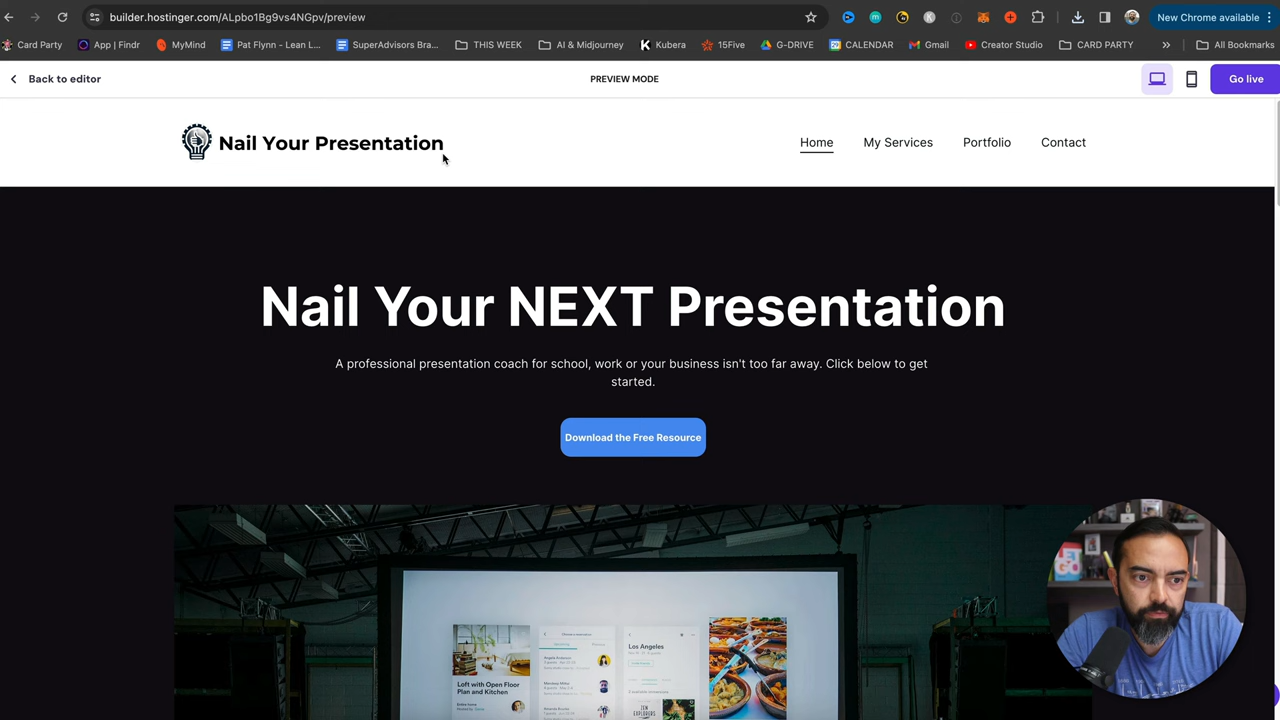 builder.hostinger.com/ALpbo1Bg9vs4NGpv/preview
New Chrome available
Card Party
App | Findr
MyMind
Pat Flynn - Lean L...
SuperAdvisors Bra...
THIS WEEK
AI & Midjourney
Kubera
15Five
G-DRIVE
CALENDAR
Gmail
Creator Studio
CARD PARTY
All Bookmarks
Back to editor
PREVIEW MODE
Go live
Nail Your Presentation
Home
My Services
Portfolio
Contact
Nail Your NEXT Presentation
A professional presentation coach for school, work or your business isn't too far away. Click below to get
started.
Download the Free Resource
Loft with Open Floor
Plan and Kitchen
Los Angeles